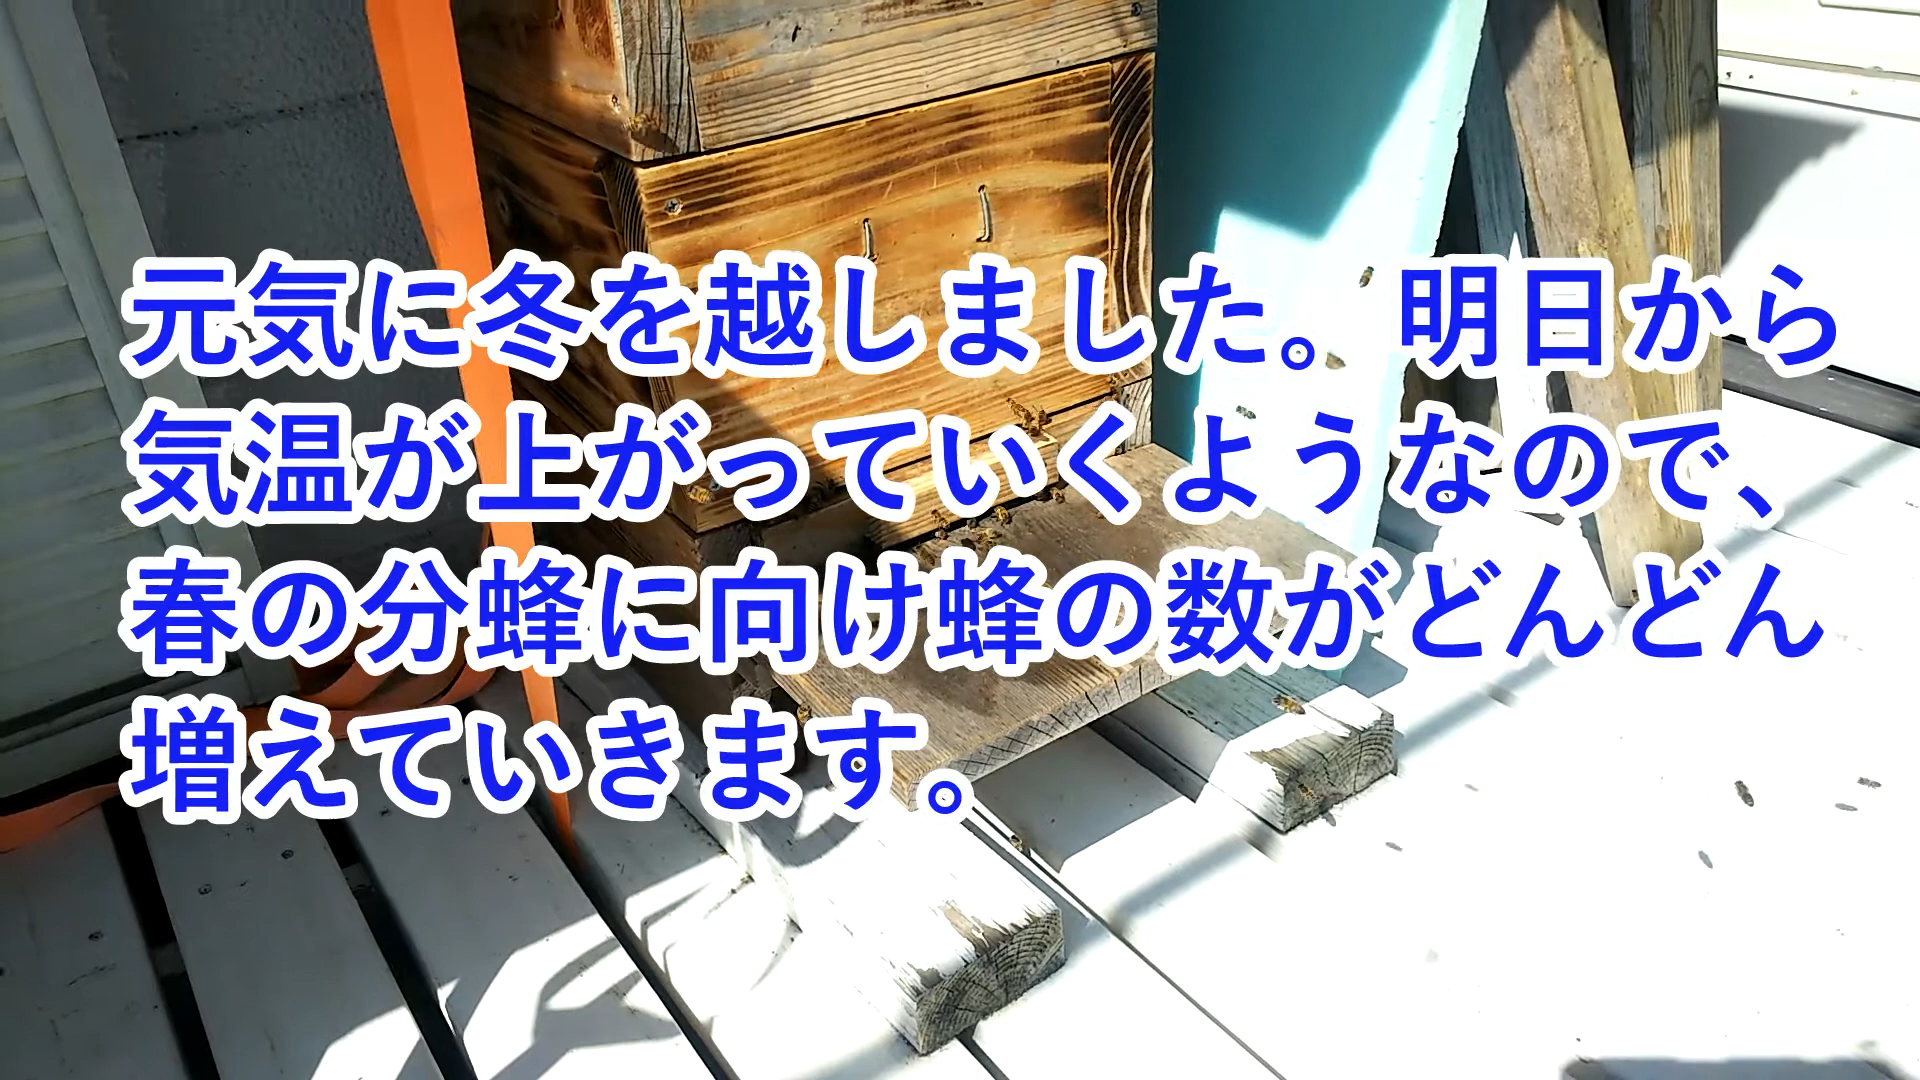 元気に冬を越しました。明日から
気温が上がっていくようなので、
春の分蜂に向け蜂の数がどんどん
増えていきます。